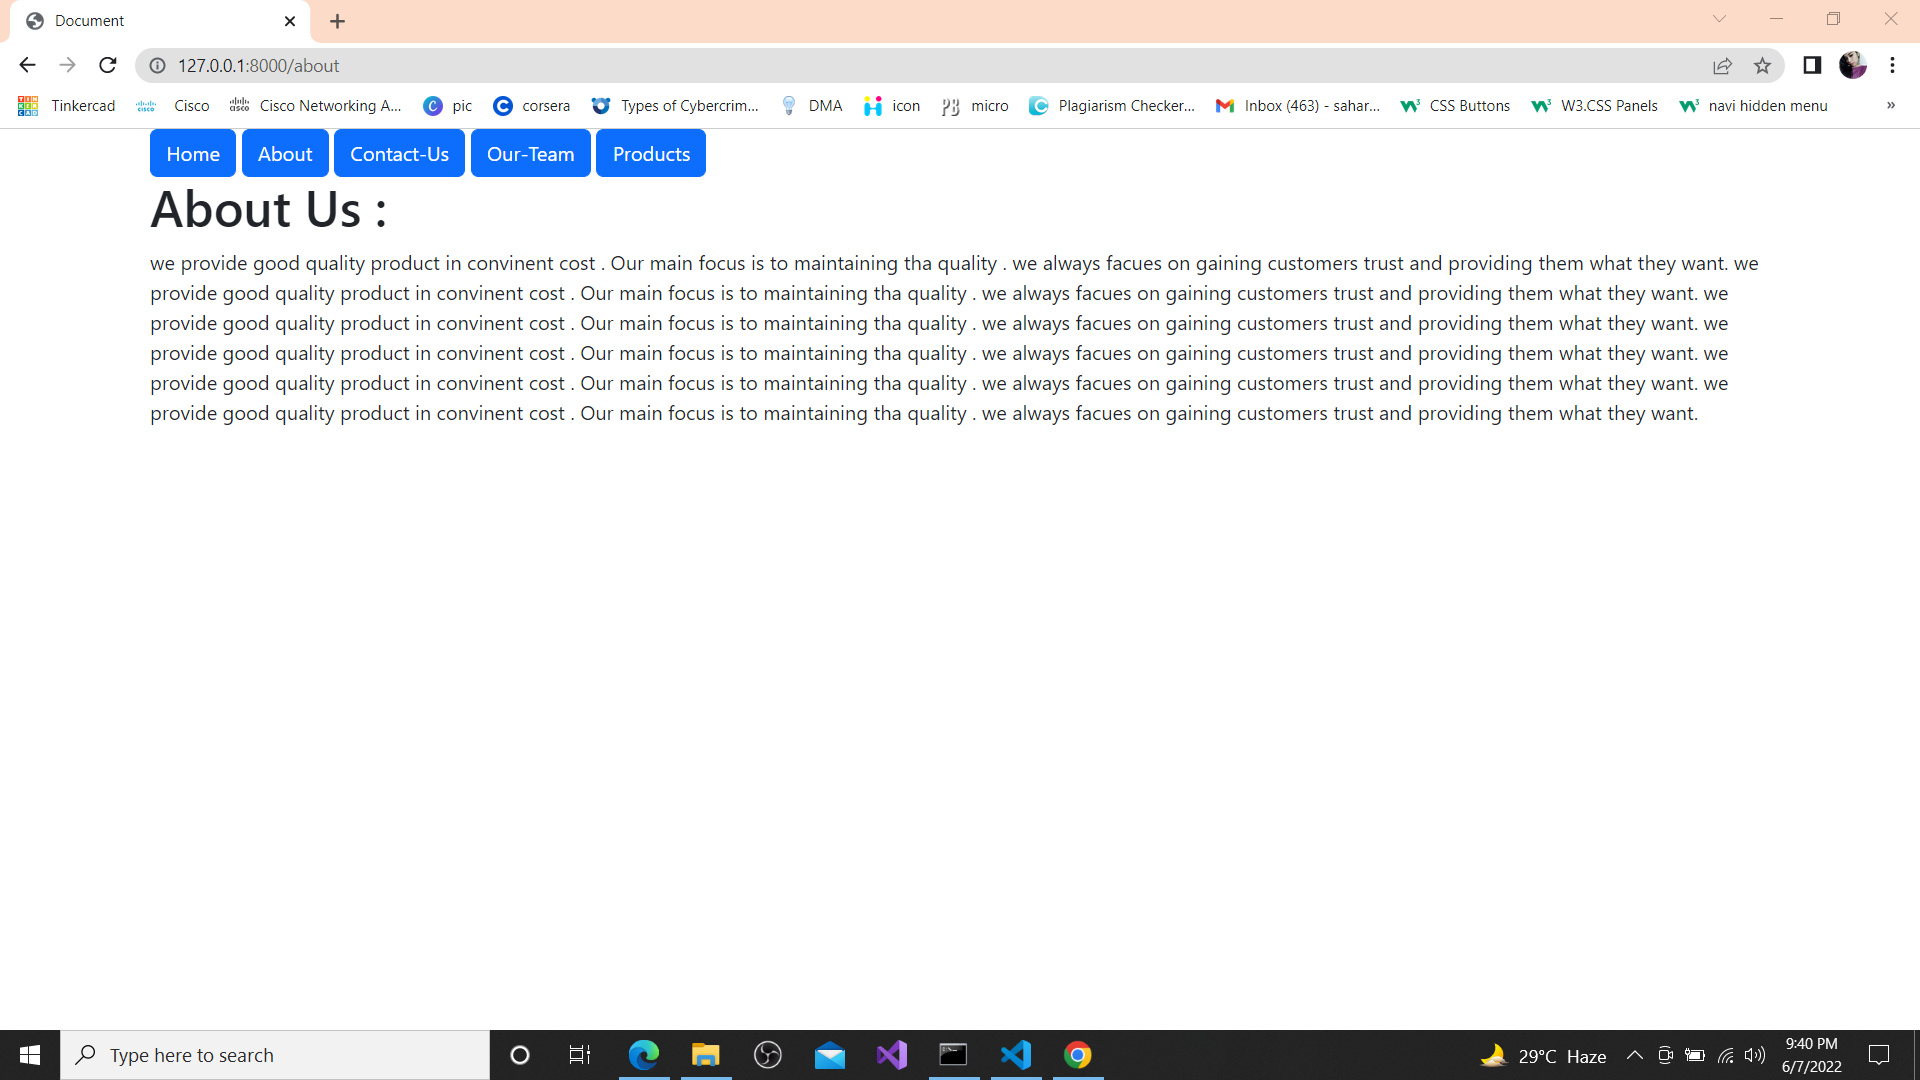 Document
127.0.0.1:8000/about
Tinkercad Cisco Cisco Networking A... pic corsera Types of Cybercrim... DMA icon micro Plagiarism Checker... Inbox (463) - sahar... CSS Buttons W3.CSS Panels navi hidden menu »
Home About Contact-Us Our-Team Products
About Us :
we provide good quality product in convinent cost . Our main focus is to maintaining tha quality . we always facues on gaining customers trust and providing them what they want. we
provide good quality product in convinent cost . Our main focus is to maintaining tha quality . we always facues on gaining customers trust and providing them what they want. we
provide good quality product in convinent cost . Our main focus is to maintaining tha quality . we always facues on gaining customers trust and providing them what they want. we
provide good quality product in convinent cost . Our main focus is to maintaining tha quality . we always facues on gaining customers trust and providing them what they want. we
provide good quality product in convinent cost . Our main focus is to maintaining tha quality . we always facues on gaining customers trust and providing them what they want. we
provide good quality product in convinent cost . Our main focus is to maintaining tha quality . we always facues on gaining customers trust and providing them what they want.
Type here to search
29°C Haze
9:40 PM
6/7/2022